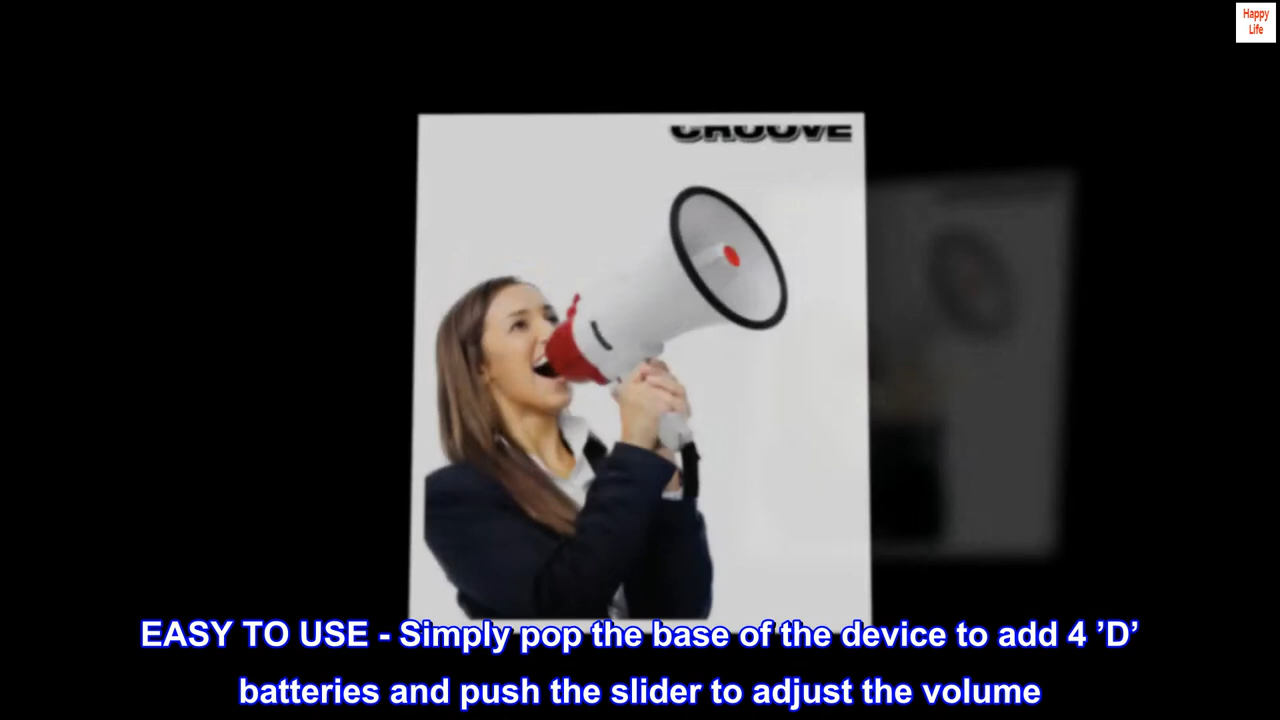 Happy
Life
CROOVE
EASY TO USE - Simply pop the base of the device to add 4 ’D’
batteries and push the slider to adjust the volume